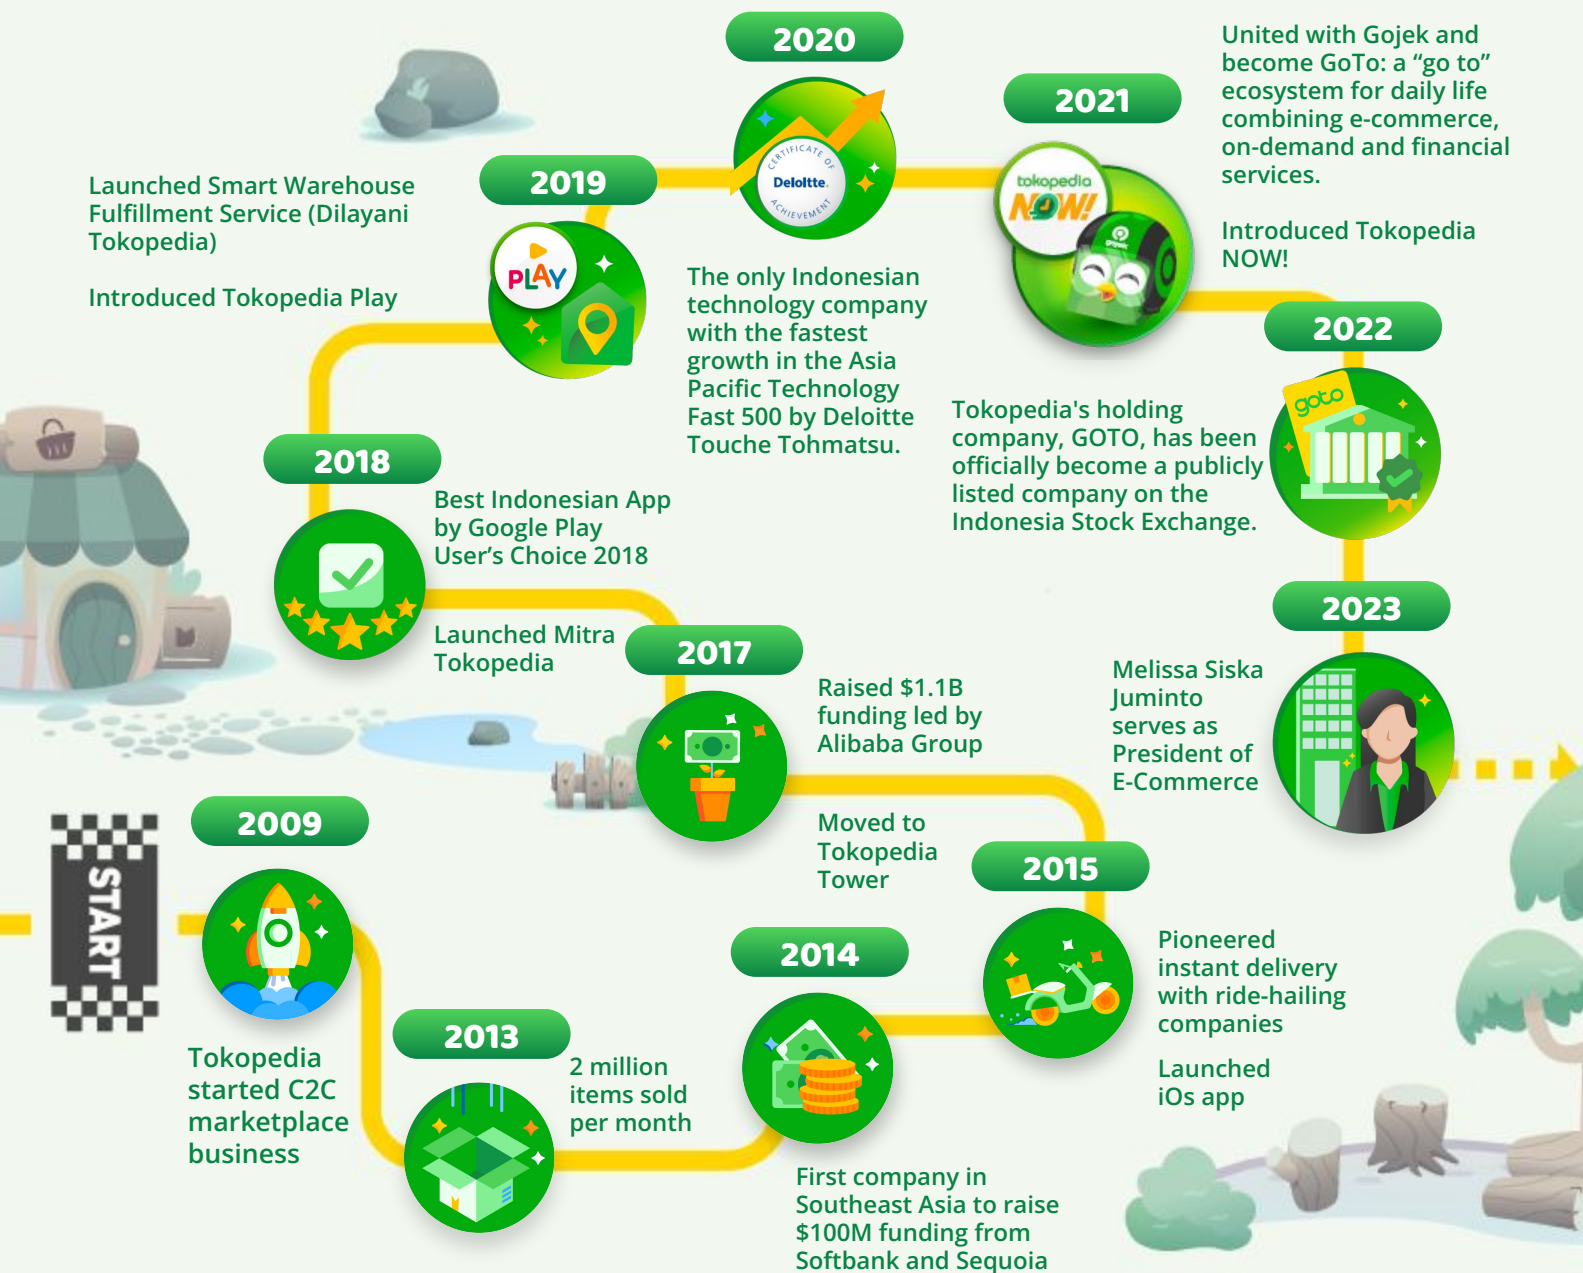 START
2009
Tokopedia
started C2C
marketplace
business
2013
2 million
items sold
per month
2014
First company in
Southeast Asia to raise
$100M funding from
Softbank and Sequoia
2015
Pioneered
instant delivery
with ride-hailing
companies
Launched
iOs app
2017
Raised $1.1B
funding led by
Alibaba Group
Moved to
Tokopedia
Tower
2018
Best Indonesian App
by Google Play
User’s Choice 2018
Launched Mitra
Tokopedia
2019
PLAY
Launched Smart Warehouse
Fulfillment Service (Dilayani
Tokopedia)
Introduced Tokopedia Play
2020
CERTIFICATE OF
Deloitte.
ACHIEVEMENT
The only Indonesian
technology company
with the fastest
growth in the Asia
Pacific Technology
Fast 500 by Deloitte
Touche Tohmatsu.
2021
tokopedia
NOW!
gojek
United with Gojek and
become GoTo: a “go to”
ecosystem for daily life
combining e-commerce,
on-demand and financial
services.
Introduced Tokopedia
NOW!
2022
goto
Tokopedia's holding
company, GOTO, has been
officially become a publicly
listed company on the
Indonesia Stock Exchange.
2023
Melissa Siska
Juminto
serves as
President of
E-Commerce